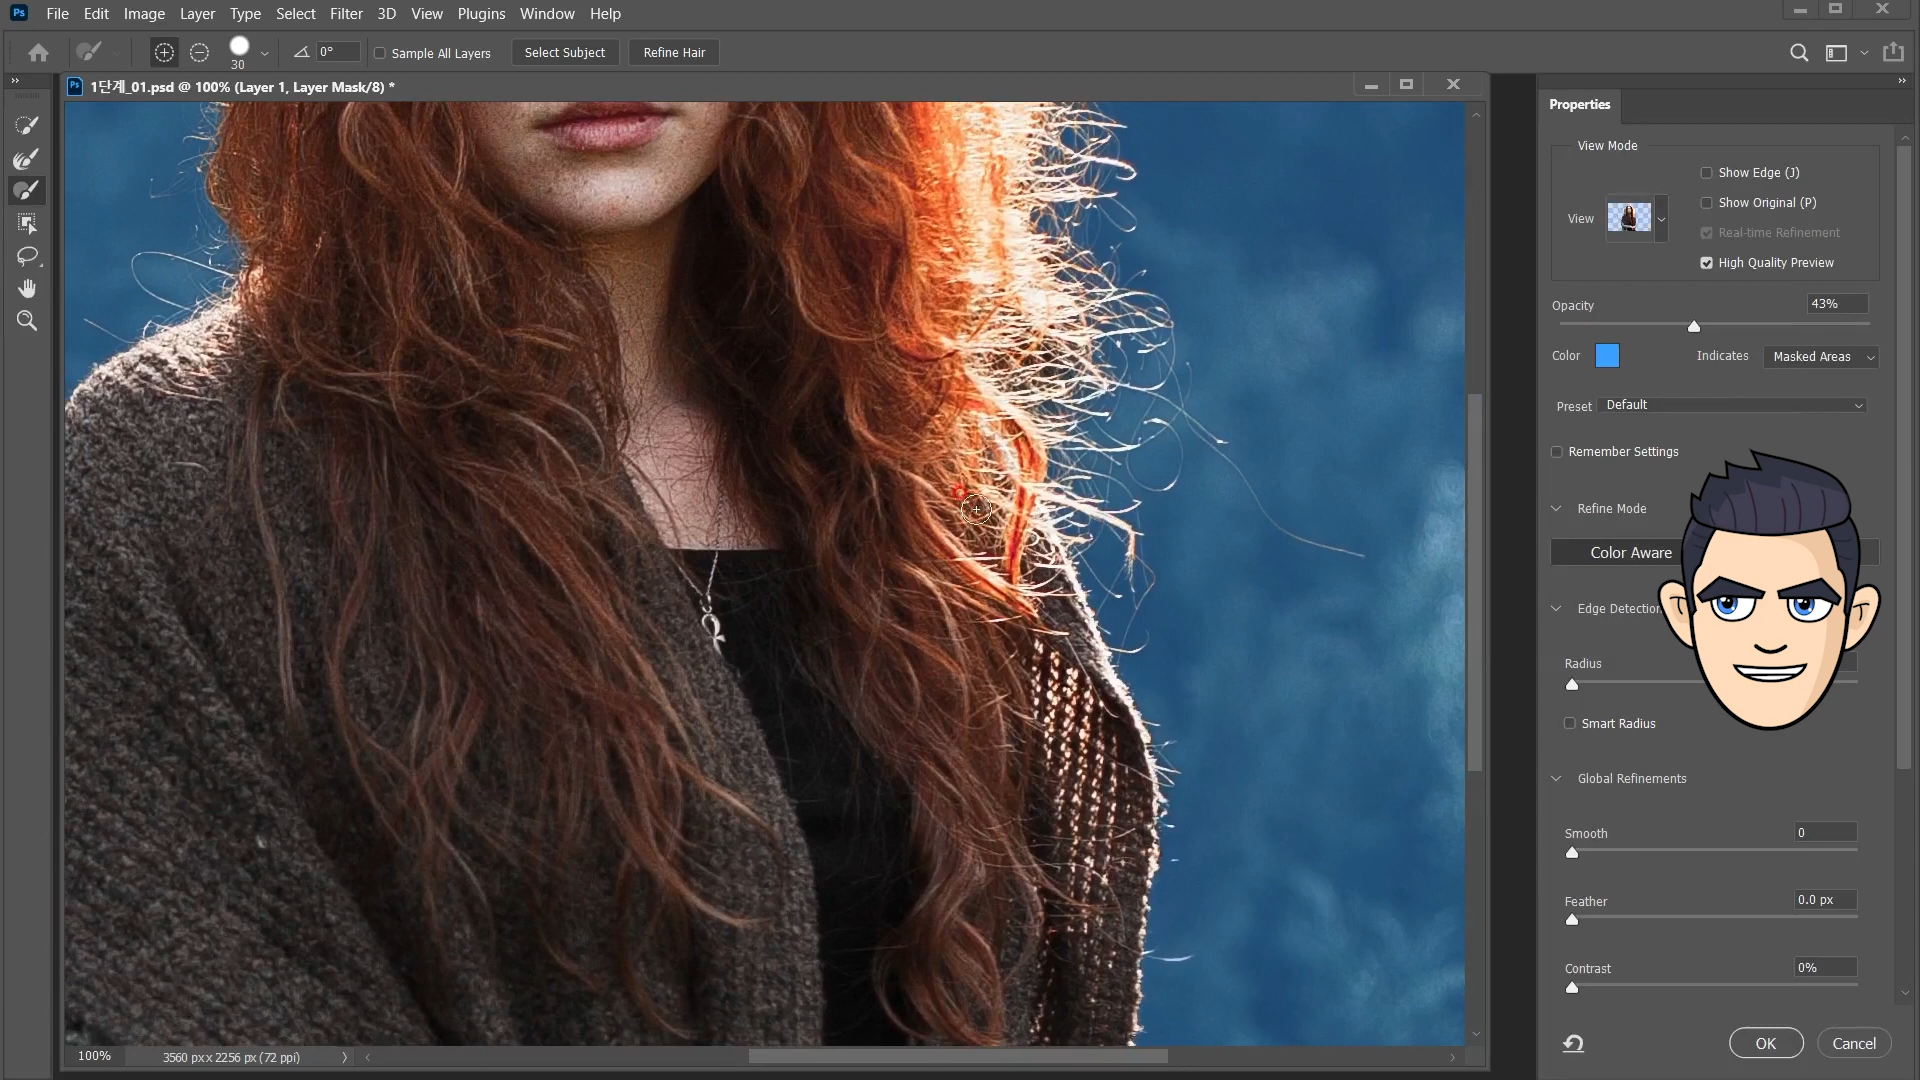 Ps File Edit Image Layer Type Select Filter 3D View Plugins Window Help
30 0° Sample All Layers Select Subject Refine Hair
Ps 1단계_01.psd @ 100% (Layer 1, Layer Mask/8) *
Properties
View Mode
Show Edge (J)
View Show Original (P)
Real-time Refinement
High Quality Preview
Opacity 43%
Color Indicates Masked Areas
Preset Default
Remember Settings
Refine Mode
Color Aware
Edge Detection
Radius
Smart Radius
Global Refinements
Smooth 0
Feather 0.0 px
Contrast 0%
OK Cancel
100% 3560 px x 2256 px (72 ppi)